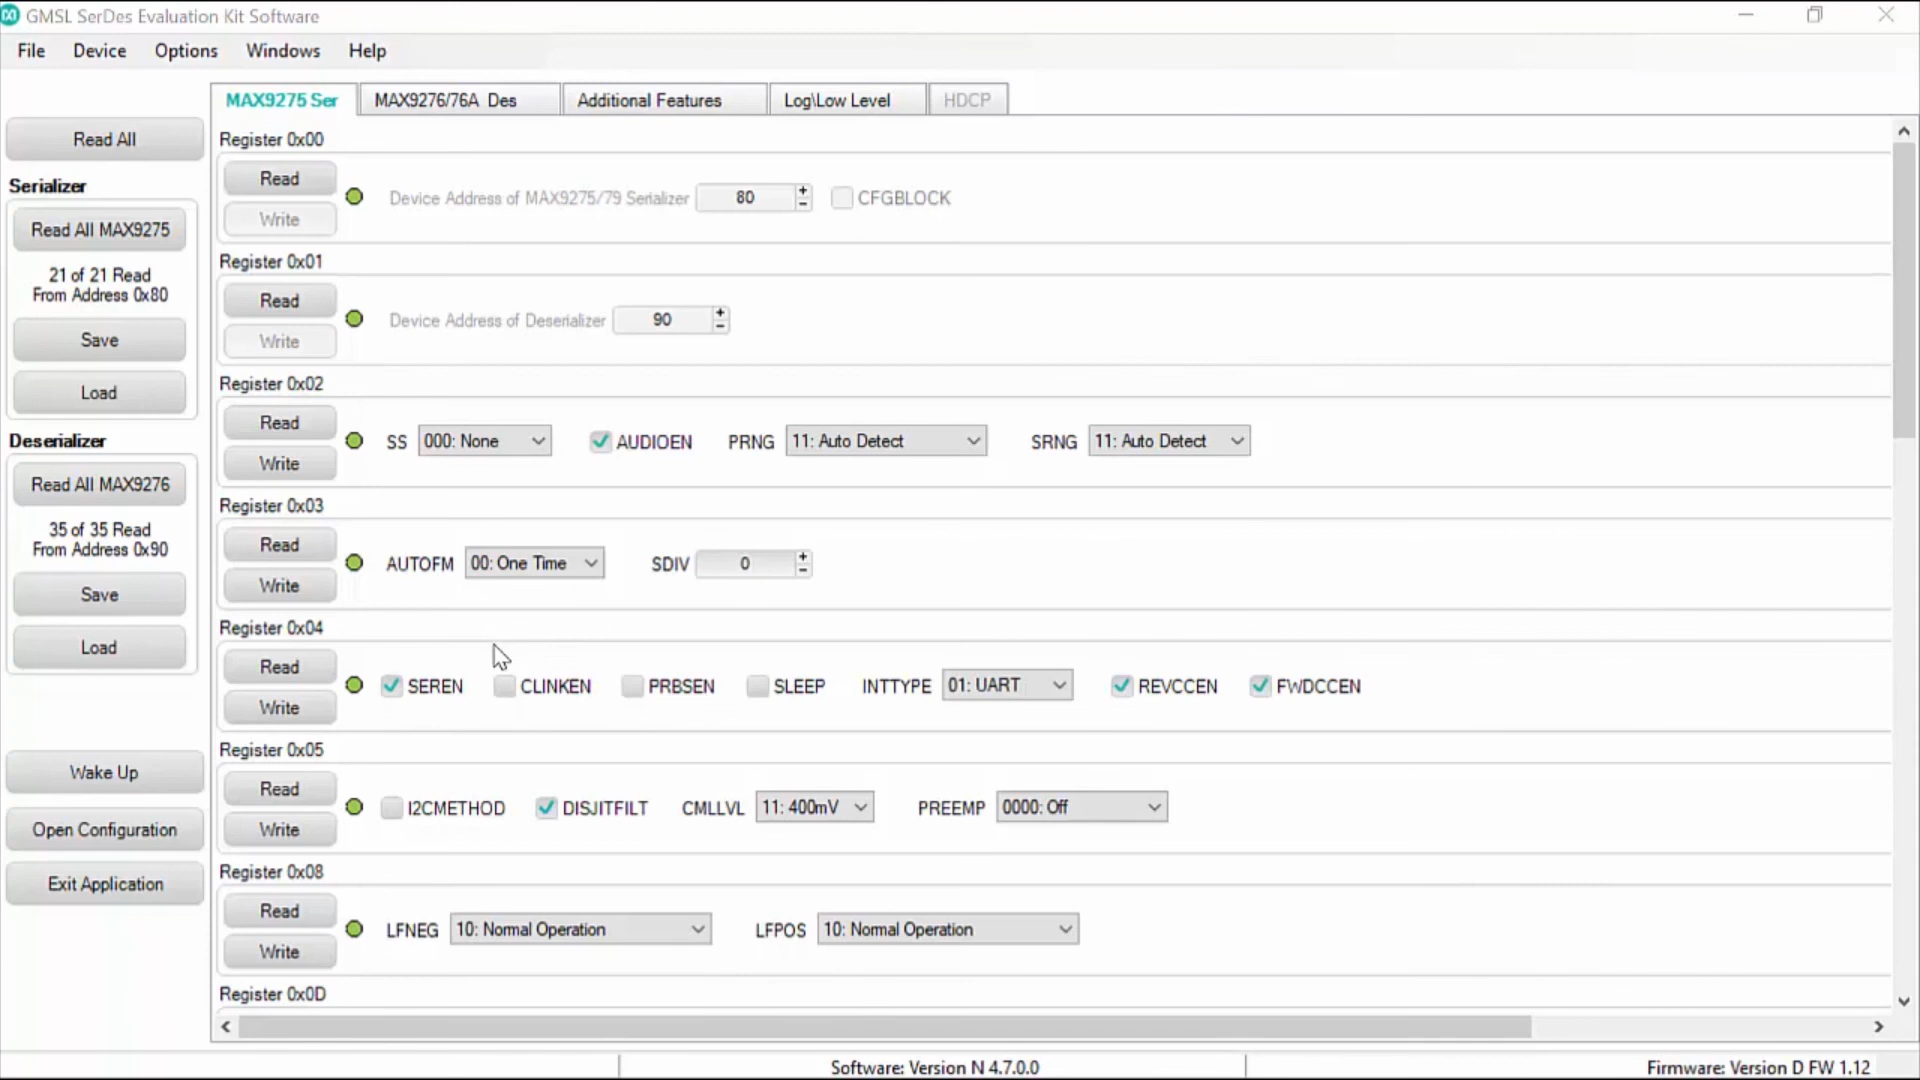 GMSL SerDes Evaluation Kit Software
File Device Options Windows Help
MAX9275 Ser MAX9276/76A Des Additional Features Log\Low Level HDCP
Read All
Serializer
Read All MAX9275
21 of 21 Read
From Address 0x80
Save
Load
Deserializer
Read All MAX9276
35 of 35 Read
From Address 0x90
Save
Load
Wake Up
Open Configuration
Exit Application
Register 0x00
Read
Write
Device Address of MAX9275/79 Serializer 80 CFGBLOCK
Register 0x01
Read
Write
Device Address of Deserializer 90
Register 0x02
Read
Write
SS 000: None AUDIOEN PRNG 11: Auto Detect SRNG 11: Auto Detect
Register 0x03
Read
Write
AUTOFM 00: One Time SDIV 0
Register 0x04
Read
Write
SEREN CLINKEN PRBSEN SLEEP INTTYPE 01: UART REVCCEN FWDCCEN
Register 0x05
Read
Write
I2CMETHOD DISJITFILT CMLLVL 11: 400mV PREEMP 0000: Off
Register 0x08
Read
Write
LFNEG 10: Normal Operation LFPOS 10: Normal Operation
Register 0x0D
Software: Version N 4.7.0.0
Firmware: Version D FW 1.12